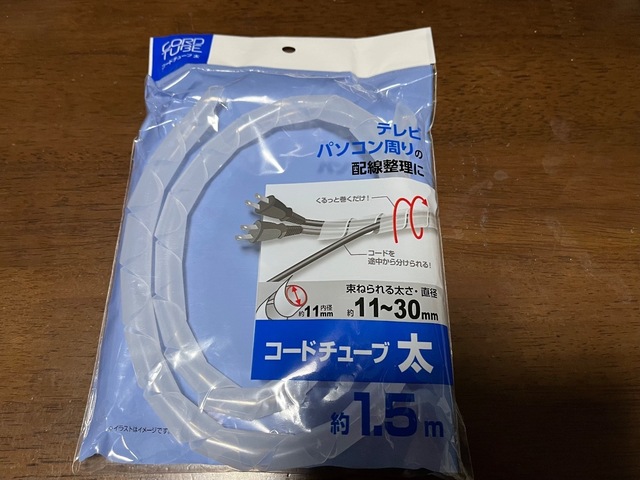 CORD
TUBE
コードチューブ 太
テレビ
パソコン周りの
配線整理に
くるっと巻くだけ!
コードを
途中から分けられる!
束ねられる太さ・直径
約11~30mm
内径
約11mm
コードチューブ 太
約1.5m
※イラストはイメージです。